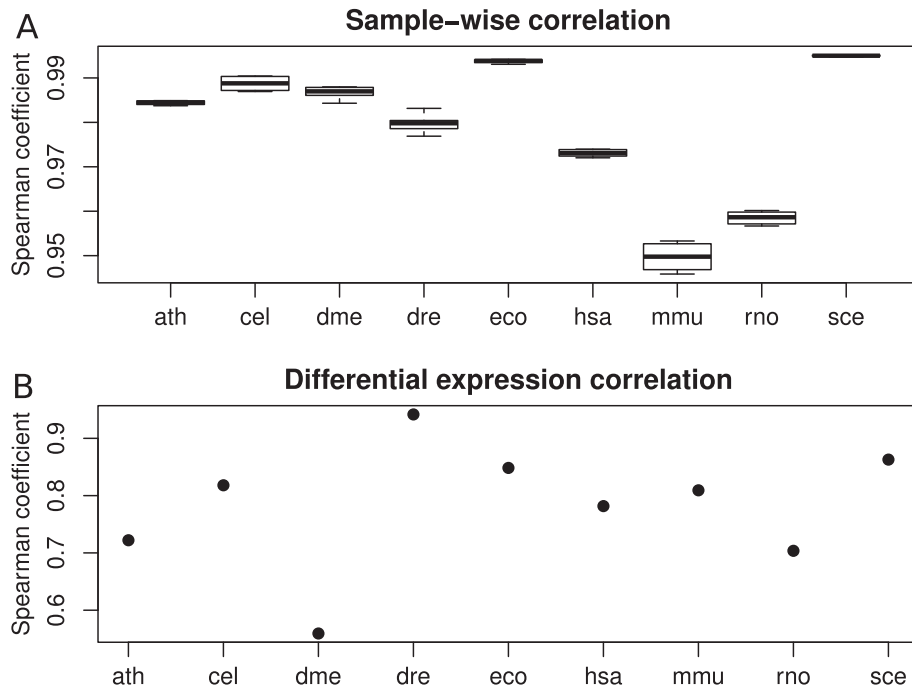 A
Sample-wise correlation
Spearman coefficient
0.99
0.97
0.95
ath cel dme dre eco hsa mmu rno sce
B
Differential expression correlation
Spearman coefficient
0.9
0.8
0.7
0.6
ath cel dme dre eco hsa mmu rno sce